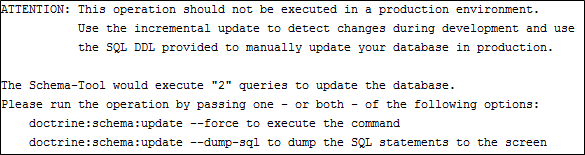 ATTENTION: This operation should not be executed in a production environment.
Use the incremental update to detect changes during development and use
the SQL DDL provided to manually update your database in production.
The Schema-Tool would execute "2" queries to update the database.
Please run the operation by passing one - or both - of the following options:
doctrine:schema:update --force to execute the command
doctrine:schema:update --dump-sql to dump the SQL statements to the screen